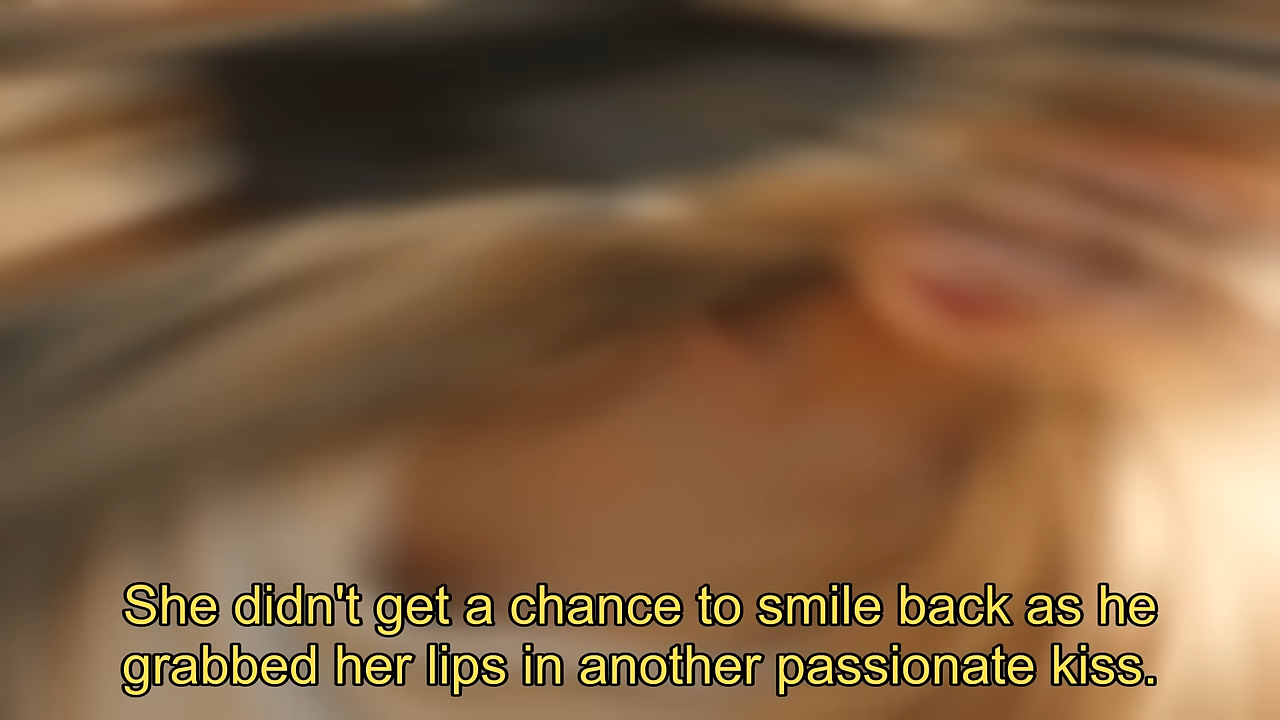 She didn't get a chance to smile back as he
grabbed her lips in another passionate kiss.